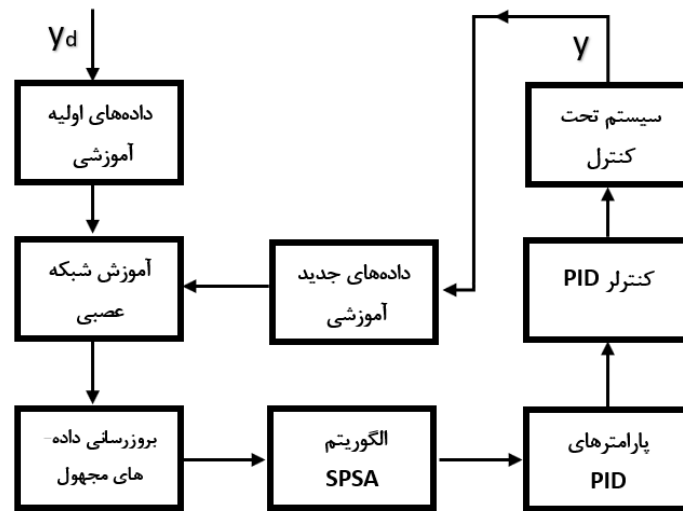 yd
y
داده‌های اولیه
آموزشی
سیستم تحت
کنترل
آموزش شبکه
عصبی
داده‌های جدید
آموزشی
کنترلر PID
بروزرسانی داده-
های مجهول
الگوریتم
SPSA
پارامترهای
PID